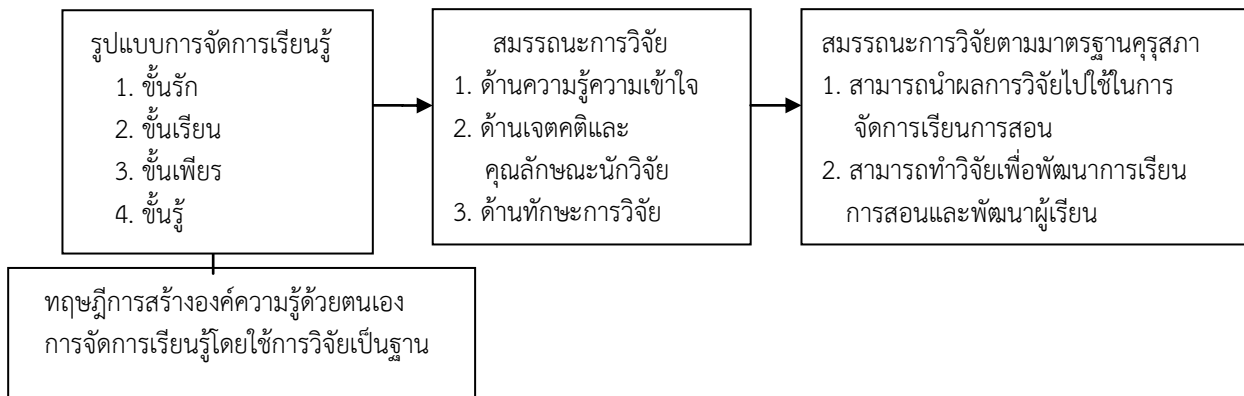 รูปแบบการจัดการเรียนรู้
1. ขั้นรัก
2. ขั้นเรียน
3. ขั้นเพียร
4. ขั้นรู้
สมรรถนะการวิจัย
1. ด้านความรู้ความเข้าใจ
2. ด้านเจตคติและ
คุณลักษณะนักวิจัย
3. ด้านทักษะการวิจัย
สมรรถนะการวิจัยตามมาตรฐานคุรุสภา
1. สามารถนำผลการวิจัยไปใช้ในการ
จัดการเรียนการสอน
2. สามารถทำวิจัยเพื่อพัฒนาการเรียน
การสอนและพัฒนาผู้เรียน
ทฤษฎีการสร้างองค์ความรู้ด้วยตนเอง
การจัดการเรียนรู้โดยใช้การวิจัยเป็นฐาน